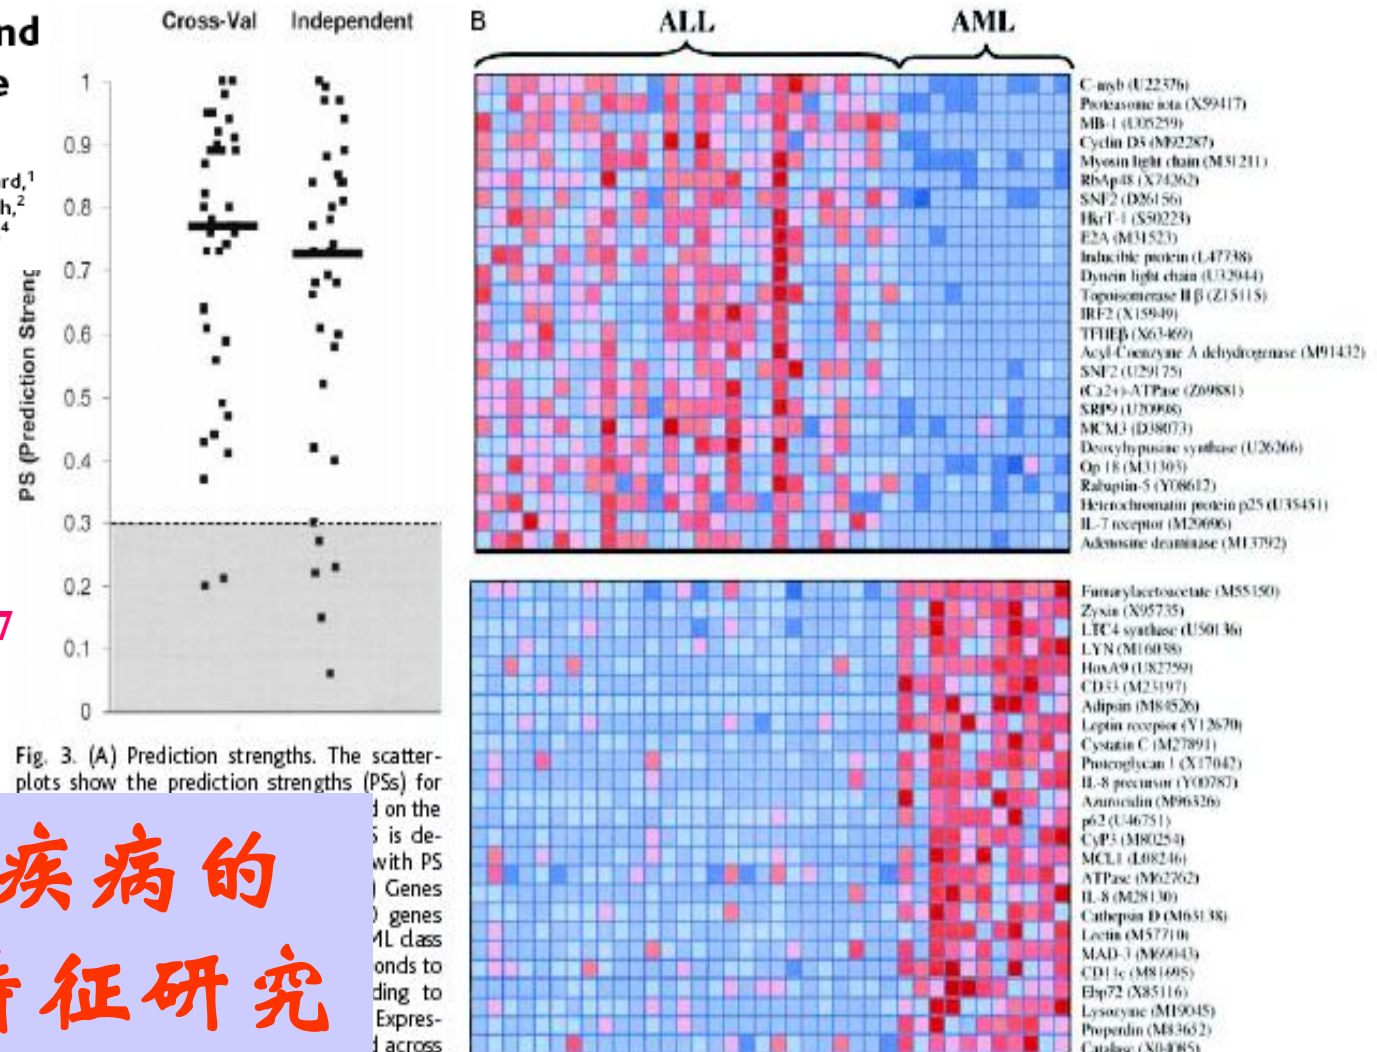 nd
e
rd,¹
h,²
⁴
7
Cross-Val Independent
PS (Prediction Streng
1
0.9
0.8
0.7
0.6
0.5
0.4
0.3
0.2
0.1
0
Fig. 3. (A) Prediction strengths. The scatter-
plots show the prediction strengths (PSs) for
d on the
S is de-
with PS
) Genes
) genes
ML class
onds to
ding to
Expres-
d across
疾病的
征研究
B
ALL AML
C-myb (U22376)
Proteasome iota (X59417)
MB-1 (U05259)
Cyclin D3 (M92287)
Myosin light chain (M31211)
RbAp48 (X74262)
SNF2 (D26156)
HkrT-1 (S50223)
E2A (M31523)
Inducible protein (L47738)
Dynein light chain (U32944)
Topoisomerase II β (Z15115)
IRF2 (X15949)
TFIIEβ (X63469)
Acyl-Coenzyme A dehydrogenase (M91432)
SNF2 (U29175)
(Ca2+)-ATPase (Z69881)
SRP9 (U20998)
MCM3 (D38073)
Deoxyhypusine synthase (U26266)
Op 18 (M31303)
Rabaptin-5 (Y08612)
Heterochromatin protein p25 (U35451)
IL-7 receptor (M29696)
Adenosine deaminase (M13792)
Fumarylacetoacetate (M55150)
Zyxin (X95735)
LTC4 synthase (U50136)
LYN (M16038)
HoxA9 (U82759)
CD33 (M23197)
Adipsin (M84526)
Leptin receptor (Y12670)
Cystatin C (M27891)
Proteoglycan 1 (X17042)
IL-8 precursor (Y00787)
Azurocidin (M96326)
p62 (U46751)
CyP3 (M80254)
MCL1 (L08246)
ATPase (M62762)
IL-8 (M28130)
Cathepsin D (M63138)
Lectin (M57710)
MAD-3 (M69043)
CD11c (M81695)
Ebp72 (X85116)
Lysozyme (M19045)
Properdin (M83652)
Catalase (X04085)